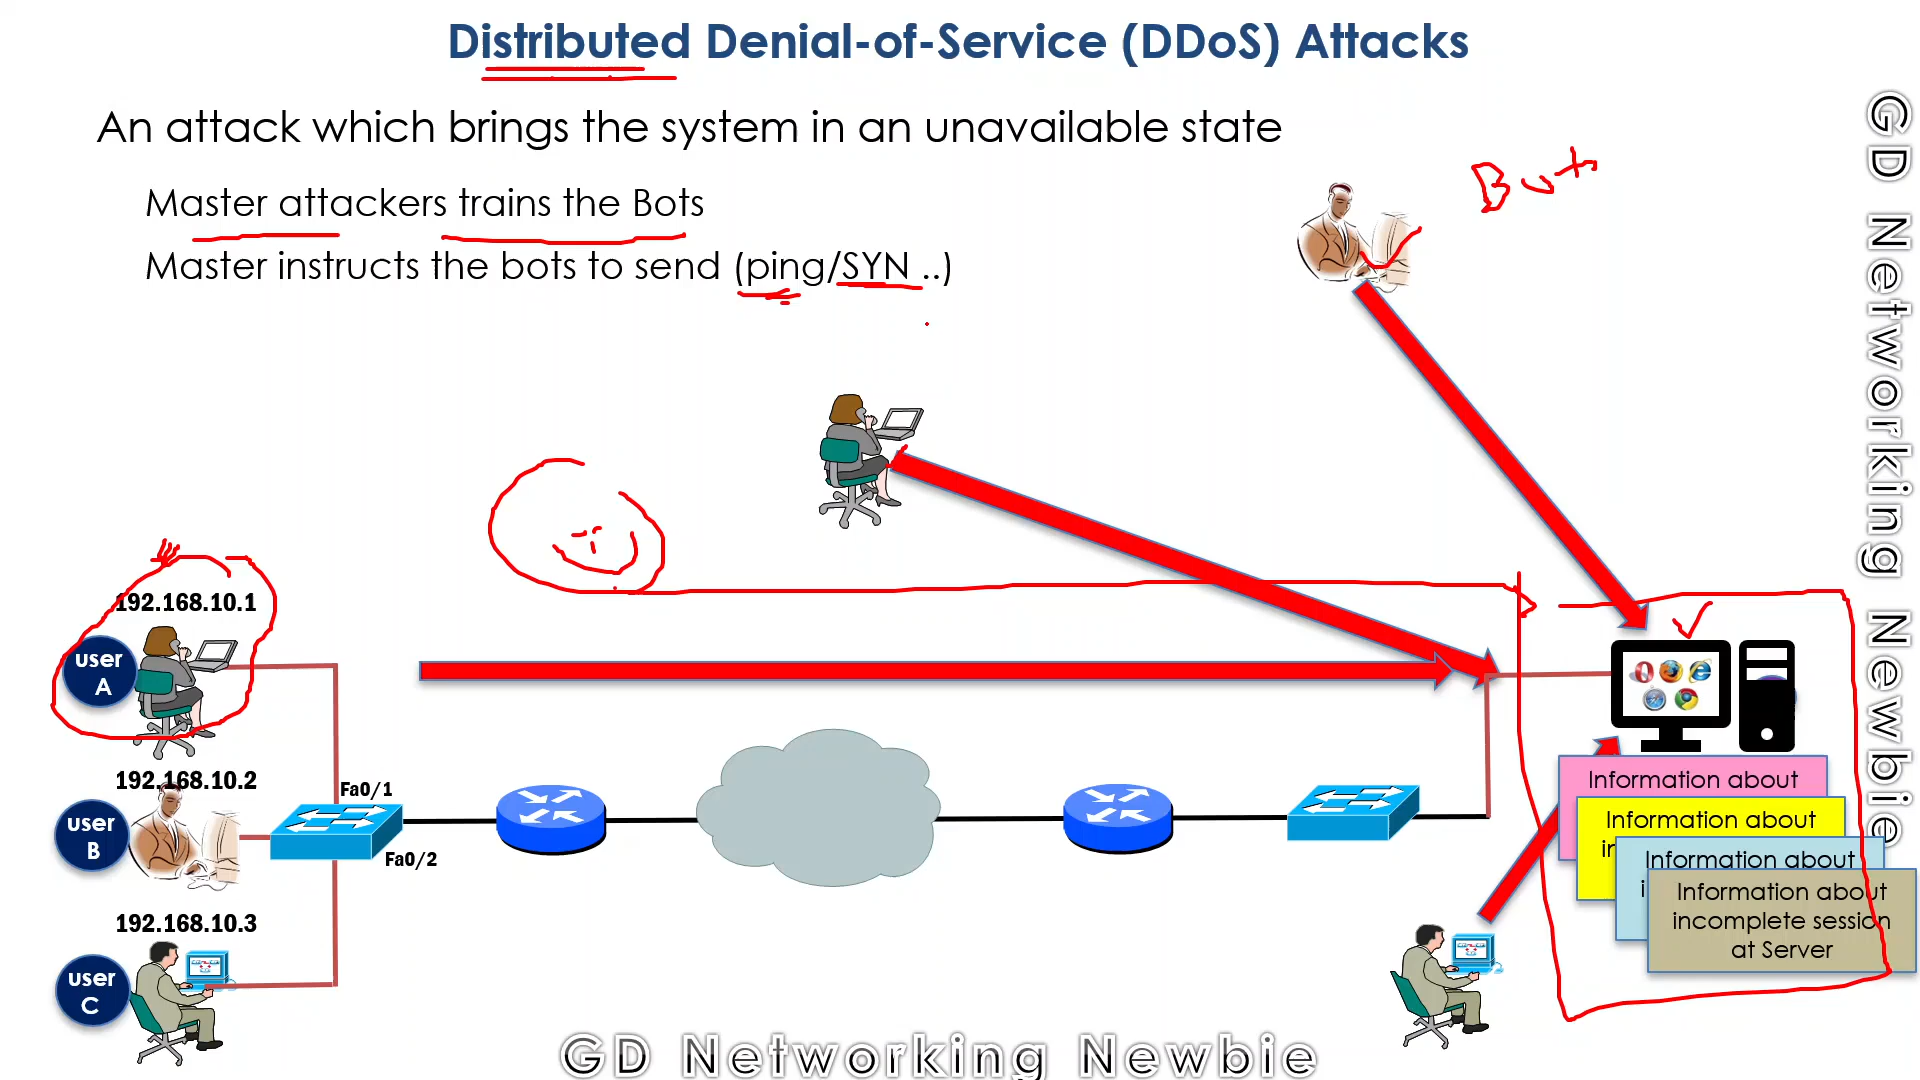 Distributed Denial-of-Service (DDoS) Attacks
An attack which brings the system in an unavailable state
Master attackers trains the Bots
Master instructs the bots to send (ping/SYN ..)
192.168.10.1
user
A
192.168.10.2
user
B
Fa0/1
Fa0/2
192.168.10.3
user
C
Information about
Information about
Information about
Information about
incomplete session
at Server
GD Networking Newbie
GD Networking Newbie